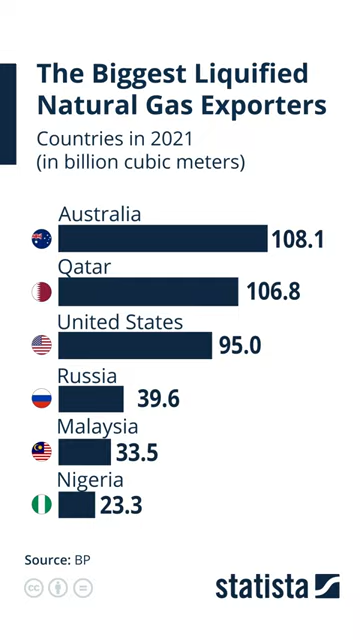 The Biggest Liquified
Natural Gas Exporters
Countries in 2021
(in billion cubic meters)
Australia
108.1
Qatar
106.8
United States
95.0
Russia
39.6
Malaysia
33.5
Nigeria
23.3
Source: BP
cc
statista